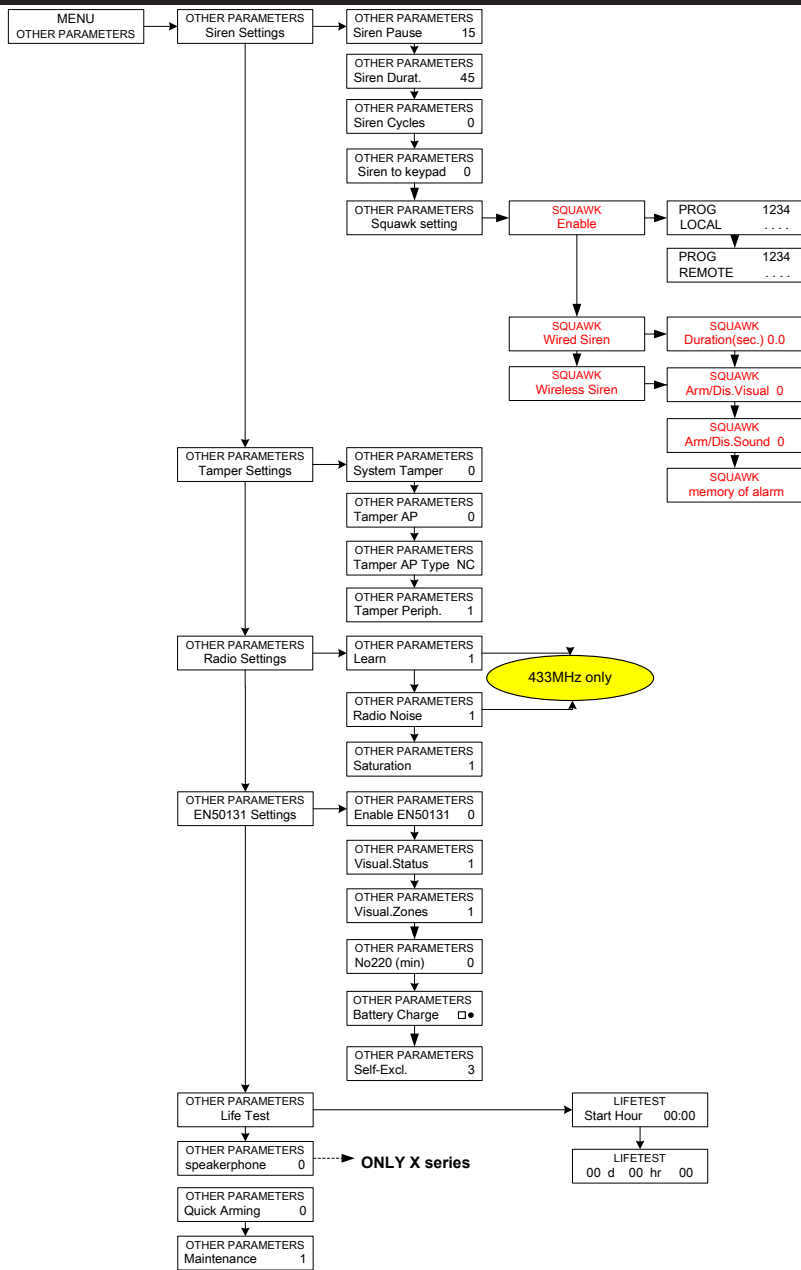 MENU
OTHER PARAMETERS
OTHER PARAMETERS
Siren Settings
OTHER PARAMETERS
Siren Pause 15
OTHER PARAMETERS
Siren Durat. 45
OTHER PARAMETERS
Siren Cycles 0
OTHER PARAMETERS
Siren to keypad 0
OTHER PARAMETERS
Squawk setting
SQUAWK
Enable
PROG 1234
LOCAL . . . .
PROG 1234
REMOTE . . . .
SQUAWK
Wired Siren
SQUAWK
Duration(sec.) 0.0
SQUAWK
Wireless Siren
SQUAWK
Arm/Dis.Visual 0
SQUAWK
Arm/Dis.Sound 0
SQUAWK
memory of alarm
OTHER PARAMETERS
Tamper Settings
OTHER PARAMETERS
System Tamper 0
OTHER PARAMETERS
Tamper AP 0
OTHER PARAMETERS
Tamper AP Type NC
OTHER PARAMETERS
Tamper Periph. 1
OTHER PARAMETERS
Radio Settings
OTHER PARAMETERS
Learn 1
433MHz only
OTHER PARAMETERS
Radio Noise 1
OTHER PARAMETERS
Saturation 1
OTHER PARAMETERS
EN50131 Settings
OTHER PARAMETERS
Enable EN50131 0
OTHER PARAMETERS
Visual.Status 1
OTHER PARAMETERS
Visual.Zones 1
OTHER PARAMETERS
No220 (min) 0
OTHER PARAMETERS
Battery Charge □●
OTHER PARAMETERS
Self-Excl. 3
OTHER PARAMETERS
Life Test
LIFETEST
Start Hour 00:00
LIFETEST
00 d 00 hr 00
OTHER PARAMETERS
speakerphone 0
ONLY X series
OTHER PARAMETERS
Quick Arming 0
OTHER PARAMETERS
Maintenance 1